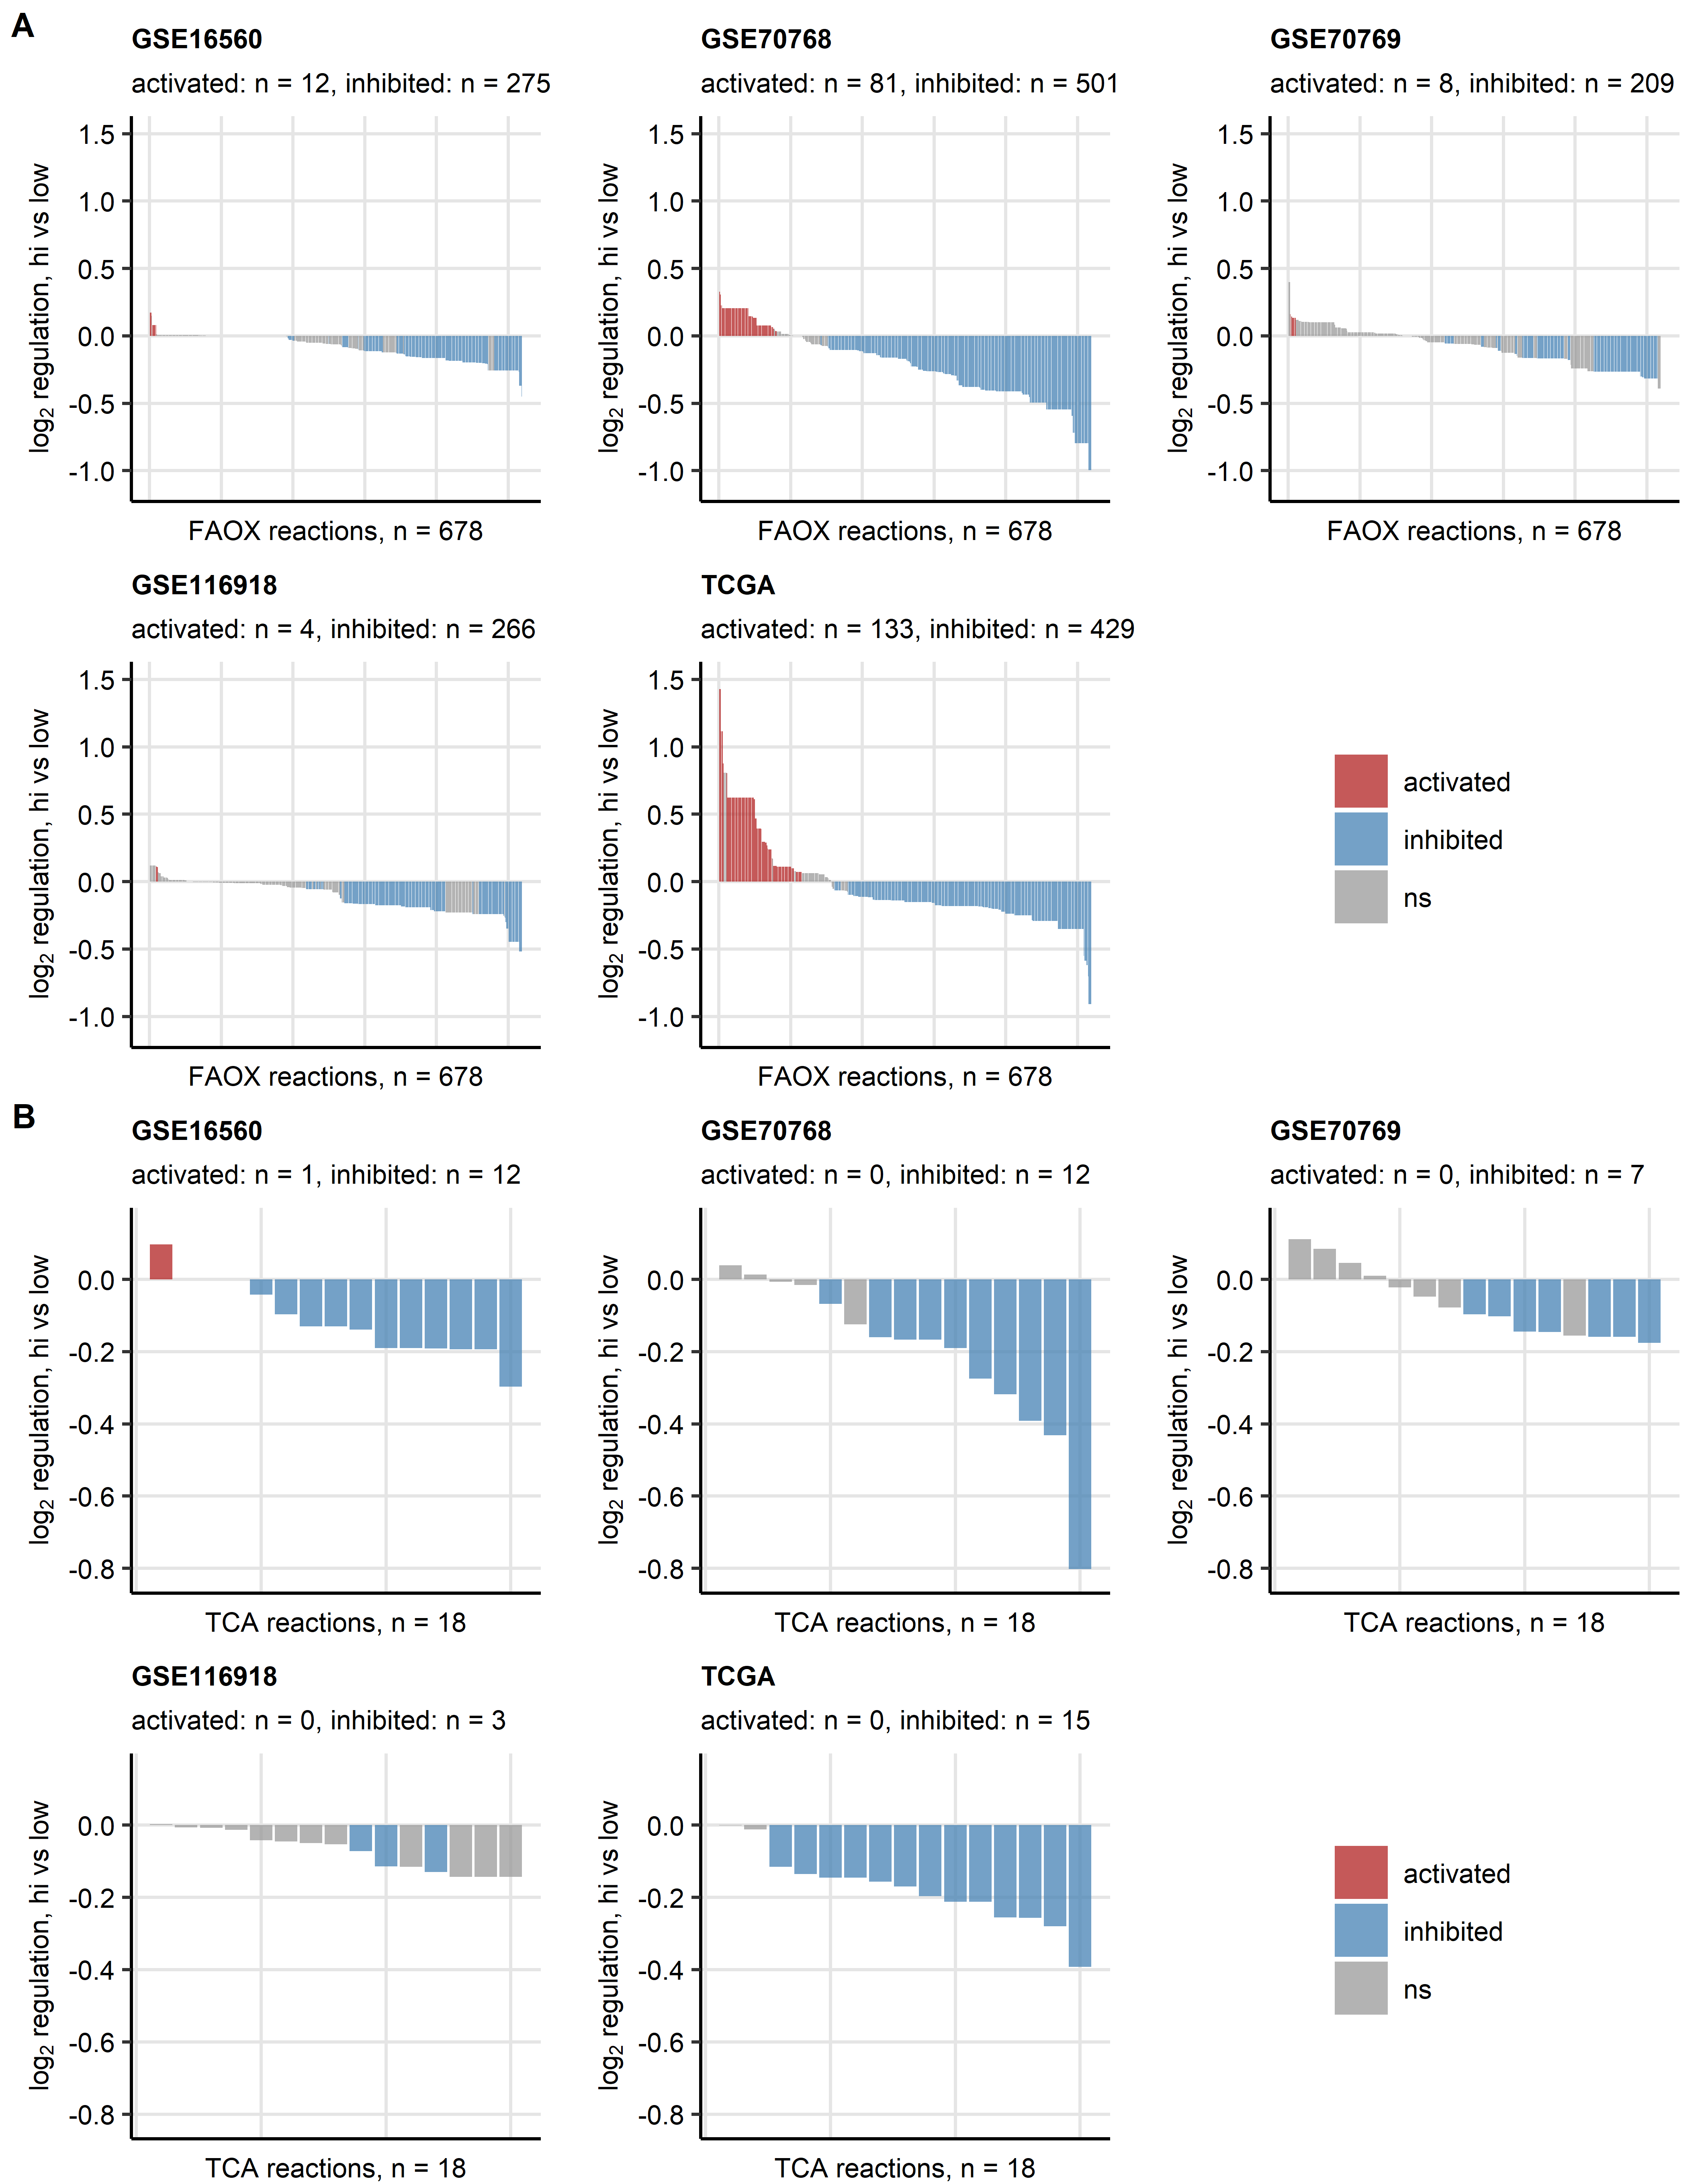 A
GSE16560
activated: n = 12, inhibited: n = 275
1.5
1.0
0.5
0.0
-0.5
-1.0
log2 regulation, hi vs low
FAOX reactions, n = 678
GSE70768
activated: n = 81, inhibited: n = 501
1.5
1.0
0.5
0.0
-0.5
-1.0
log2 regulation, hi vs low
FAOX reactions, n = 678
GSE70769
activated: n = 8, inhibited: n = 209
1.5
1.0
0.5
0.0
-0.5
-1.0
log2 regulation, hi vs low
FAOX reactions, n = 678
GSE116918
activated: n = 4, inhibited: n = 266
1.5
1.0
0.5
0.0
-0.5
-1.0
log2 regulation, hi vs low
FAOX reactions, n = 678
TCGA
activated: n = 133, inhibited: n = 429
1.5
1.0
0.5
0.0
-0.5
-1.0
log2 regulation, hi vs low
FAOX reactions, n = 678
activated
inhibited
ns
B
GSE16560
activated: n = 1, inhibited: n = 12
0.0
-0.2
-0.4
-0.6
-0.8
log2 regulation, hi vs low
TCA reactions, n = 18
GSE70768
activated: n = 0, inhibited: n = 12
0.0
-0.2
-0.4
-0.6
-0.8
log2 regulation, hi vs low
TCA reactions, n = 18
GSE70769
activated: n = 0, inhibited: n = 7
0.0
-0.2
-0.4
-0.6
-0.8
log2 regulation, hi vs low
TCA reactions, n = 18
GSE116918
activated: n = 0, inhibited: n = 3
0.0
-0.2
-0.4
-0.6
-0.8
log2 regulation, hi vs low
TCA reactions, n = 18
TCGA
activated: n = 0, inhibited: n = 15
0.0
-0.2
-0.4
-0.6
-0.8
log2 regulation, hi vs low
TCA reactions, n = 18
activated
inhibited
ns